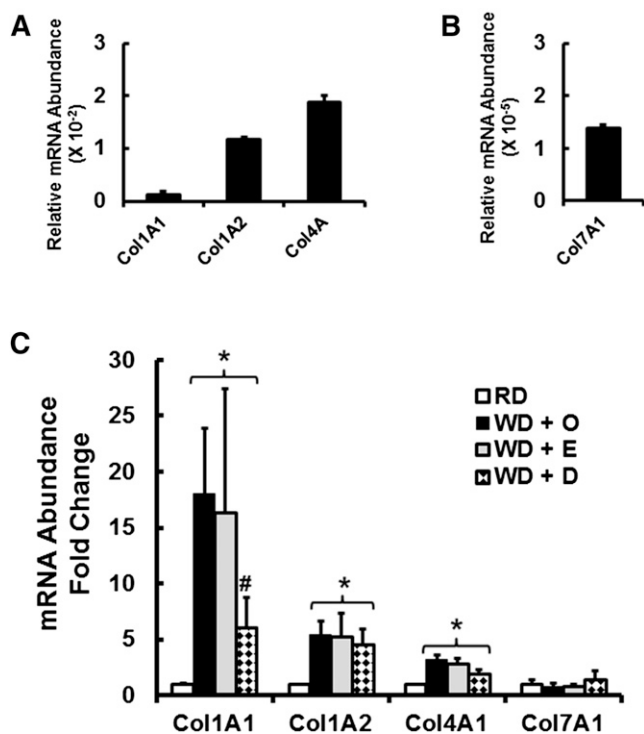 A
Relative mRNA Abundance
(X 10-2)
3
2
1
0
Col1A1
Col1A2
Col4A
B
Relative mRNA Abundance
(X 10-5)
3
2
1
0
Col7A1
C
mRNA Abundance
Fold Change
30
25
20
15
10
5
0
*
#
*
*
RD
WD + O
WD + E
WD + D
Col1A1
Col1A2
Col4A1
Col7A1